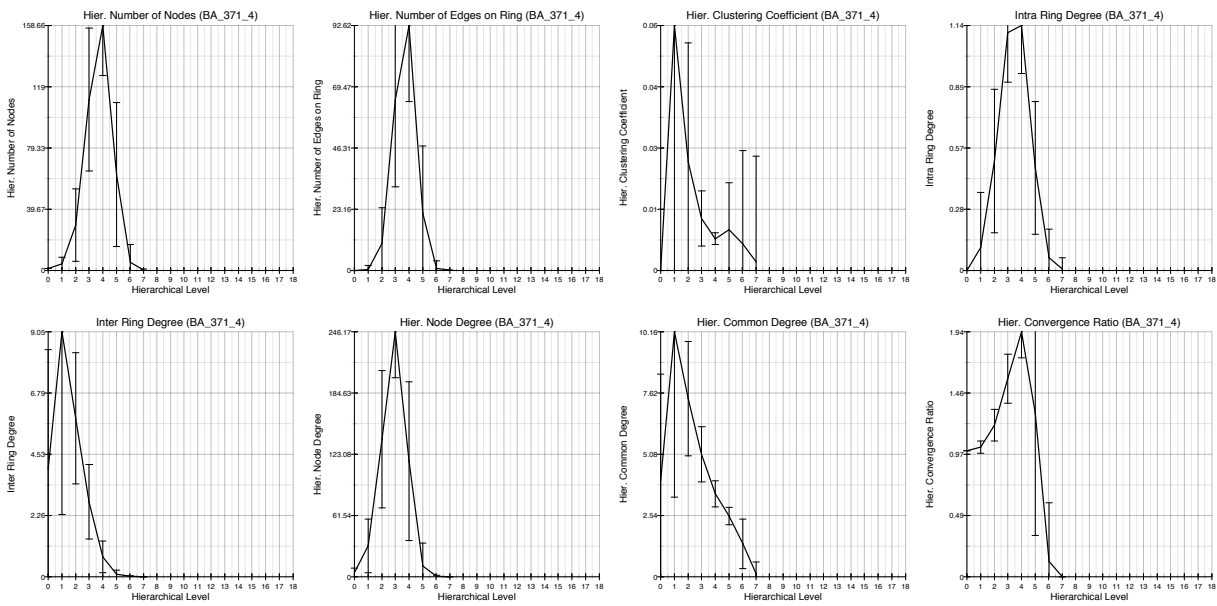 Hier. Number of Nodes (BA_371_4)
Hier. Number of Nodes
158.66
119
79.33
39.67
0
0 1 2 3 4 5 6 7 8 9 10 11 12 13 14 15 16 17 18
Hierarchical Level
Hier. Number of Edges on Ring (BA_371_4)
Hier. Number of Edges on Ring
92.62
69.47
46.31
23.16
0
0 1 2 3 4 5 6 7 8 9 10 11 12 13 14 15 16 17 18
Hierarchical Level
Hier. Clustering Coefficient (BA_371_4)
Hier. Clustering Coefficient
0.06
0.04
0.03
0.01
0
0 1 2 3 4 5 6 7 8 9 10 11 12 13 14 15 16 17 18
Hierarchical Level
Intra Ring Degree (BA_371_4)
Intra Ring Degree
1.14
0.85
0.57
0.28
0
0 1 2 3 4 5 6 7 8 9 10 11 12 13 14 15 16 17 18
Hierarchical Level
Inter Ring Degree (BA_371_4)
Inter Ring Degree
9.05
6.79
4.53
2.26
0
0 1 2 3 4 5 6 7 8 9 10 11 12 13 14 15 16 17 18
Hierarchical Level
Hier. Node Degree (BA_371_4)
Hier. Node Degree
246.17
184.63
123.08
61.54
0
0 1 2 3 4 5 6 7 8 9 10 11 12 13 14 15 16 17 18
Hierarchical Level
Hier. Common Degree (BA_371_4)
Hier. Common Degree
10.16
7.62
5.08
2.54
0
0 1 2 3 4 5 6 7 8 9 10 11 12 13 14 15 16 17 18
Hierarchical Level
Hier. Convergence Ratio (BA_371_4)
Hier. Convergence Ratio
1.94
1.46
0.97
0.49
0
0 1 2 3 4 5 6 7 8 9 10 11 12 13 14 15 16 17 18
Hierarchical Level